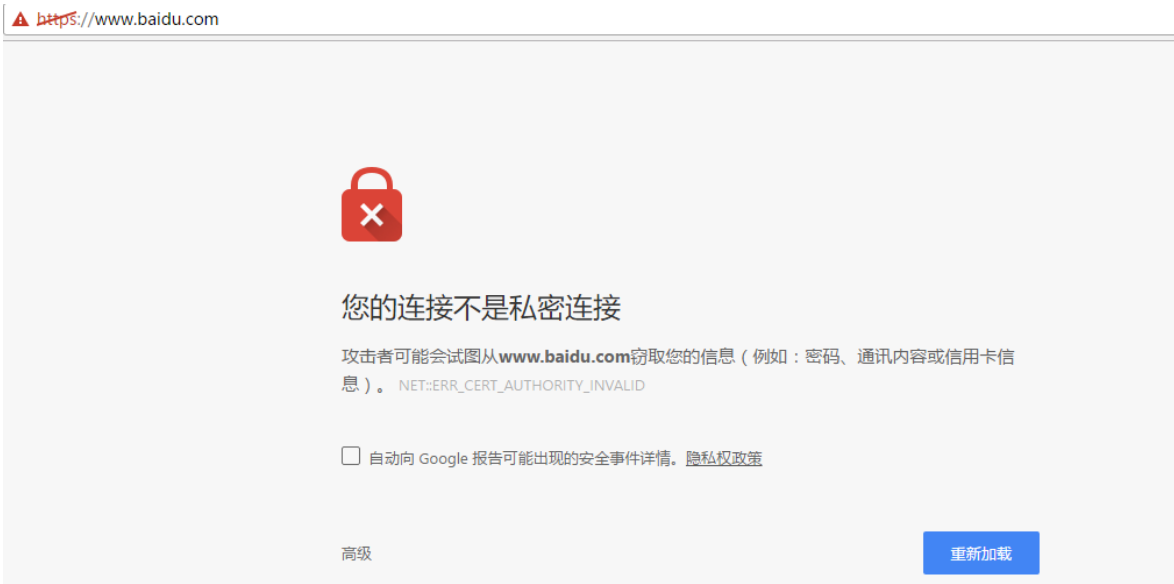 https://www.baidu.com
您的连接不是私密连接
攻击者可能会试图从www.baidu.com窃取您的信息（例如：密码、通讯内容或信用卡信
息）。 NET::ERR_CERT_AUTHORITY_INVALID
自动向 Google 报告可能出现的安全事件详情。隐私权政策
高级
重新加载